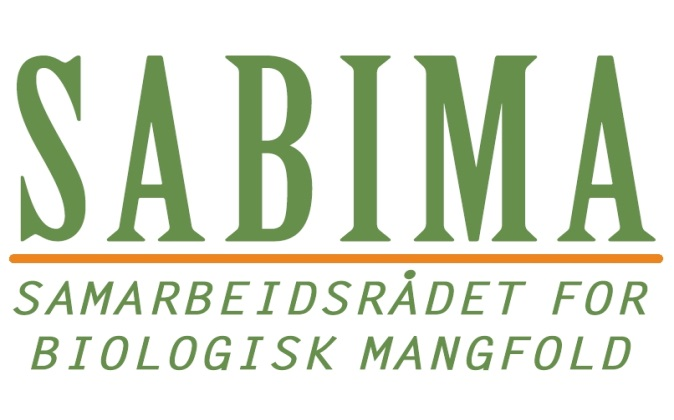 SABIMA
SAMARBEIDSRÅDET FOR
BIOLOGISK MANGFOLD